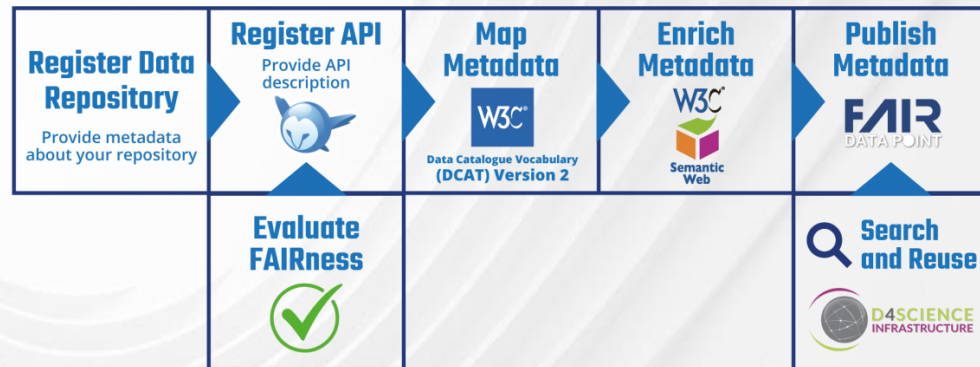 Register Data
Repository
Provide metadata
about your repository
Register API
Provide API
description
Map
Metadata
W3C®
Data Catalogue Vocabulary
(DCAT) Version 2
Enrich
Metadata
W3C®
Semantic
Web
Publish
Metadata
FAIR
DATA POINT
Evaluate
FAIRness
Search
and Reuse
D4SCIENCE
INFRASTRUCTURE